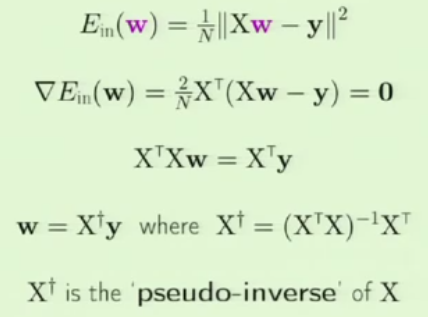 E_in(w) = 1/N ‖Xw − y‖²
∇E_in(w) = 2/N Xᵀ(Xw − y) = 0
XᵀXw = Xᵀy
w = X†y where X† = (XᵀX)⁻¹Xᵀ
X† is the 'pseudo-inverse' of X